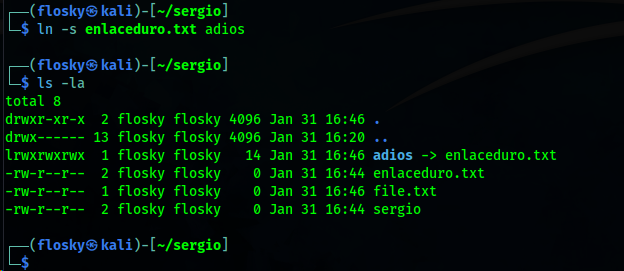 ┌──(flosky㉿kali)-[~/sergio]
└─$ ln -s enlaceduro.txt adios
┌──(flosky㉿kali)-[~/sergio]
└─$ ls -la
total 8
drwxr-xr-x  2 flosky flosky 4096 Jan 31 16:46 .
drwx------ 13 flosky flosky 4096 Jan 31 16:20 ..
lrwxrwxrwx  1 flosky flosky   14 Jan 31 16:46 adios -> enlaceduro.txt
-rw-r--r--  2 flosky flosky    0 Jan 31 16:44 enlaceduro.txt
-rw-r--r--  1 flosky flosky    0 Jan 31 16:46 file.txt
-rw-r--r--  2 flosky flosky    0 Jan 31 16:44 sergio
┌──(flosky㉿kali)-[~/sergio]
└─$